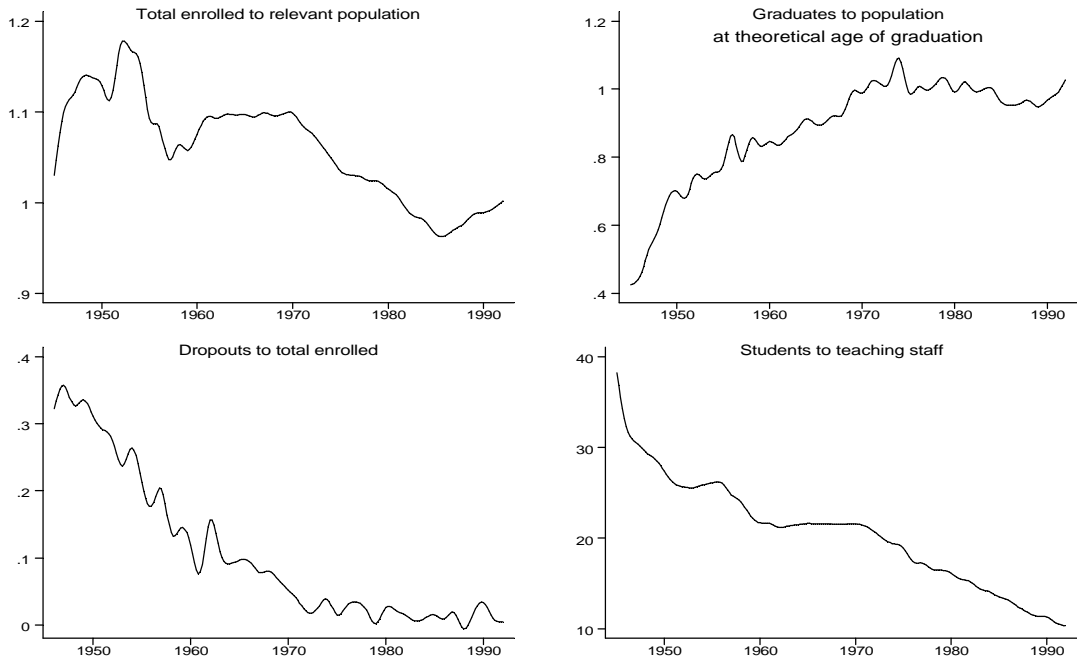 Total enrolled to relevant population
1.2
1.1
1
.9
1950 1960 1970 1980 1990
Graduates to population
at theoretical age of graduation
1.2
1
.8
.6
.4
1950 1960 1970 1980 1990
Dropouts to total enrolled
.4
.3
.2
.1
0
1950 1960 1970 1980 1990
Students to teaching staff
40
30
20
10
1950 1960 1970 1980 1990